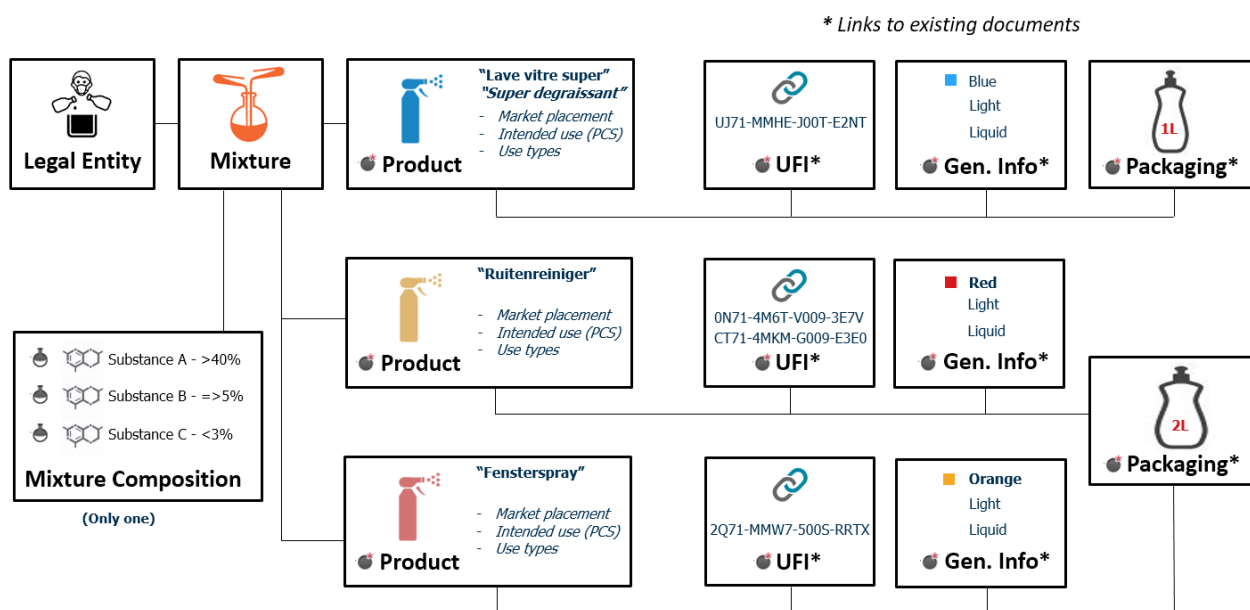 * Links to existing documents
Legal Entity
Mixture
"Lave vitre super"
"Super degraissant"
- Market placement
- Intended use (PCS)
- Use types
Product
UJ71-MMHE-J00T-E2NT
UFI*
Blue
Light
Liquid
Gen. Info*
1L
Packaging*
"Ruitenreiniger"
- Market placement
- Intended use (PCS)
- Use types
Product
0N71-4M6T-V009-3E7V
CT71-4MKM-G009-E3E0
UFI*
Red
Light
Liquid
Gen. Info*
2L
Packaging*
Substance A - >40%
Substance B - =>5%
Substance C - <3%
Mixture Composition
(Only one)
"Fensterspray"
- Market placement
- Intended use (PCS)
- Use types
Product
2Q71-MMW7-500S-RRTX
UFI*
Orange
Light
Liquid
Gen. Info*